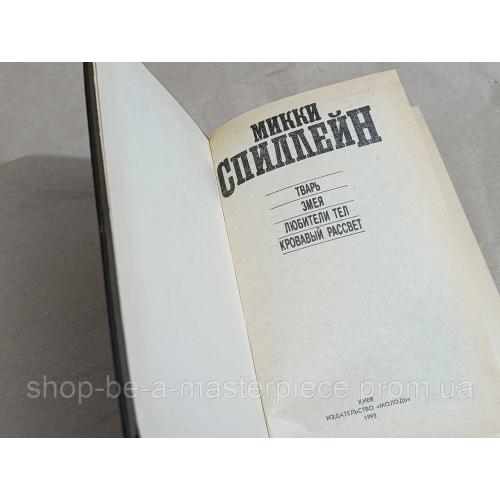 МИККИ
СПИЛЛЕЙН
ТВАРЬ
ЗМЕЯ
ЛЮБИТЕЛИ ТЕЛ
КРОВАВЫЙ РАССВЕТ
shop-be-a-masterpiece.prom.ua
КИЕВ
ИЗДАТЕЛЬСТВО «МОЛОДЬ»
1993